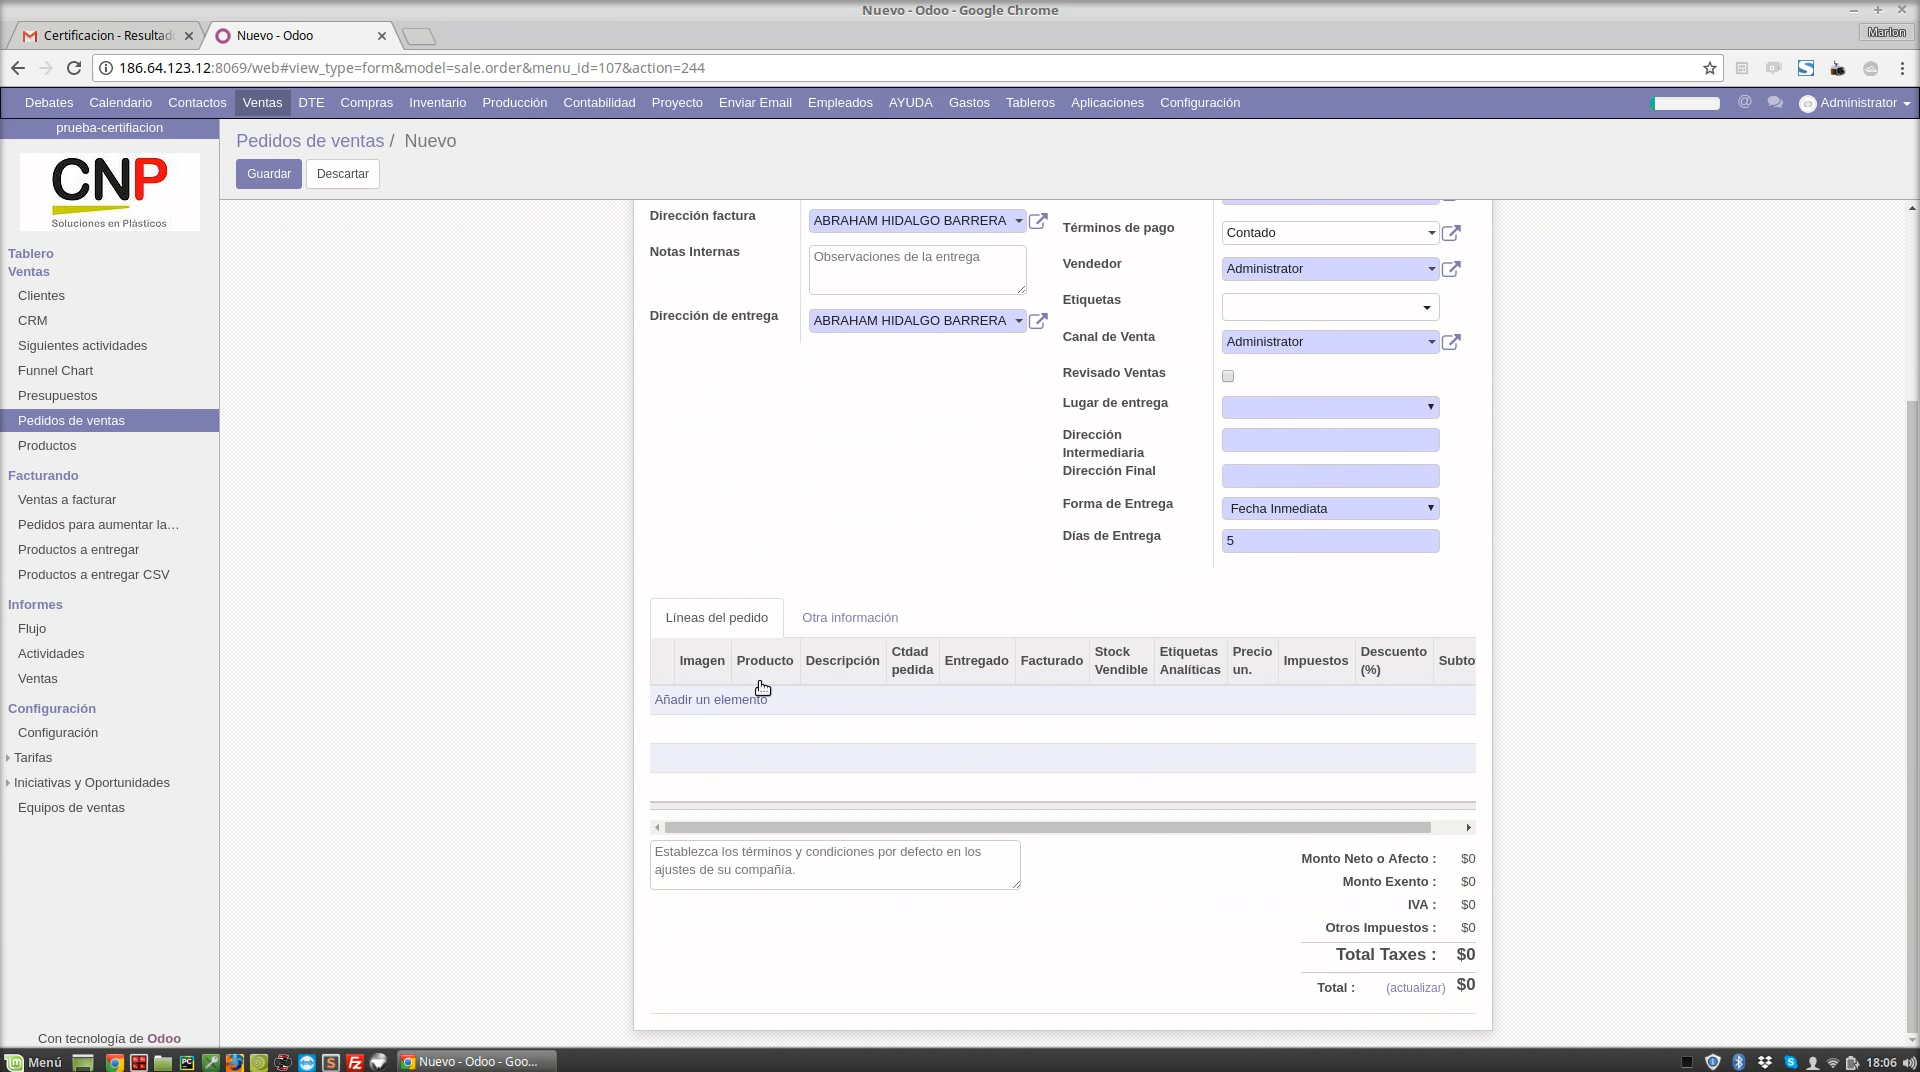 Nuevo - Odoo - Google Chrome
Certificacion - Resultad
Nuevo - Odoo
Marlon
186.64.123.12:8069/web#view_type=form&model=sale.order&menu_id=107&action=244
Debates Calendario Contactos Ventas DTE Compras Inventario Producción Contabilidad Proyecto Enviar Email Empleados AYUDA Gastos Tableros Aplicaciones Configuración
@ Administrator
prueba-certifiacion
CNP
Soluciones en Plásticos
Tablero
Ventas
Clientes
CRM
Siguientes actividades
Funnel Chart
Presupuestos
Pedidos de ventas
Productos
Facturando
Ventas a facturar
Pedidos para aumentar la…
Productos a entregar
Productos a entregar CSV
Informes
Flujo
Actividades
Ventas
Configuración
Configuración
Tarifas
Iniciativas y Oportunidades
Equipos de ventas
Con tecnología de Odoo
Pedidos de ventas / Nuevo
Guardar Descartar
Dirección factura ABRAHAM HIDALGO BARRERA
Notas Internas Observaciones de la entrega
Dirección de entrega ABRAHAM HIDALGO BARRERA
Términos de pago Contado
Vendedor Administrator
Etiquetas
Canal de Venta Administrator
Revisado Ventas
Lugar de entrega
Dirección
Intermediaria
Dirección Final
Forma de Entrega Fecha Inmediata
Días de Entrega 5
Líneas del pedido Otra información
Imagen Producto Descripción Ctdad pedida Entregado Facturado Stock Vendible Etiquetas Analíticas Precio un. Impuestos Descuento (%) Subto
Añadir un elemento
Establezca los términos y condiciones por defecto en los
ajustes de su compañía.
Monto Neto o Afecto : $0
Monto Exento : $0
IVA : $0
Otros Impuestos : $0
Total Taxes : $0
Total : (actualizar) $0
Menú
Nuevo - Odoo - Goo...
18:06